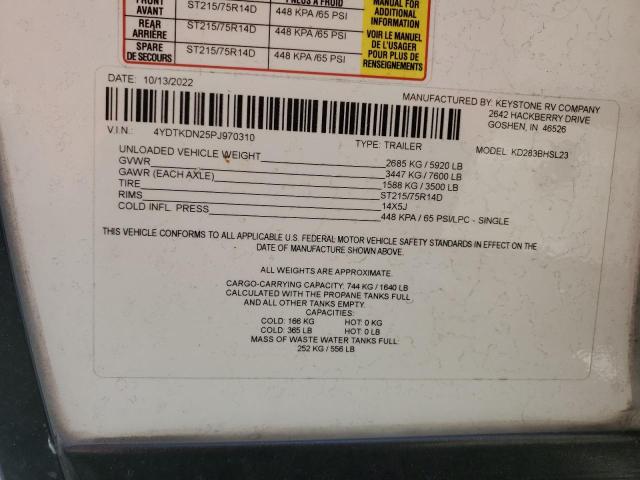 FRONT
AVANT
ST215/75R14D
PNEUS À FROID
448 KPA /65 PSI
REAR
ARRIÈRE
ST215/75R14D
448 KPA /65 PSI
SPARE
DE SECOURS
ST215/75R14D
448 KPA /65 PSI
MANUAL FOR
ADDITIONAL
INFORMATION
VOIR LE MANUEL
DE L'USAGER
POUR PLUS DE
RENSEIGNEMENTS
DATE: 10/13/2022
MANUFACTURED BY: KEYSTONE RV COMPANY
2642 HACKBERRY DRIVE
GOSHEN, IN 46526
V.I.N.: 4YDTKDN25PJ970310
TYPE: TRAILER
MODEL: KD283BHSL23
UNLOADED VEHICLE WEIGHT 2685 KG / 5920 LB
GVWR 3447 KG / 7600 LB
GAWR (EACH AXLE) 1588 KG / 3500 LB
TIRE ST215/75R14D
RIMS 14X5J
COLD INFL. PRESS 448 KPA / 65 PSI/LPC - SINGLE
THIS VEHICLE CONFORMS TO ALL APPLICABLE U.S. FEDERAL MOTOR VEHICLE SAFETY STANDARDS IN EFFECT ON THE
DATE OF MANUFACTURE SHOWN ABOVE.
ALL WEIGHTS ARE APPROXIMATE.
CARGO-CARRYING CAPACITY: 744 KG / 1640 LB
CALCULATED WITH THE PROPANE TANKS FULL
AND ALL OTHER TANKS EMPTY.
CAPACITIES:
COLD: 166 KG HOT: 0 KG
COLD: 365 LB HOT: 0 LB
MASS OF WASTE WATER TANKS FULL:
252 KG / 556 LB